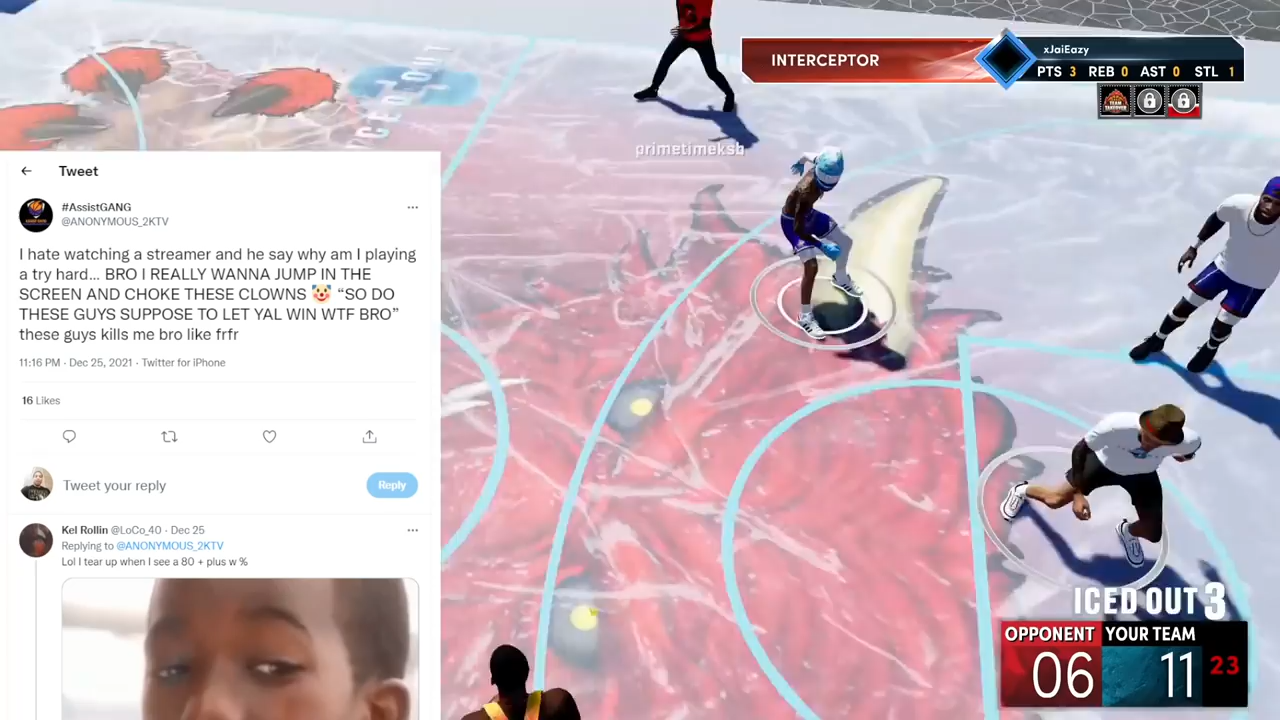 INTERCEPTOR
xJaiEazy
PTS 3 REB 0 AST 0 STL 1
primetimeksb
← Tweet
#AssistGANG
@ANONYMOUS_2KTV
I hate watching a streamer and he say why am I playing
a try hard... BRO I REALLY WANNA JUMP IN THE
SCREEN AND CHOKE THESE CLOWNS 🤡 “SO DO
THESE GUYS SUPPOSE TO LET YAL WIN WTF BRO”
these guys kills me bro like frfr
11:16 PM · Dec 25, 2021 · Twitter for iPhone
16 Likes
Tweet your reply
Reply
Kel Rollin @LoCo_40 · Dec 25
Replying to @ANONYMOUS_2KTV
Lol I tear up when I see a 80 + plus w %
ICED OUT 3
OPPONENT YOUR TEAM
06 11 23